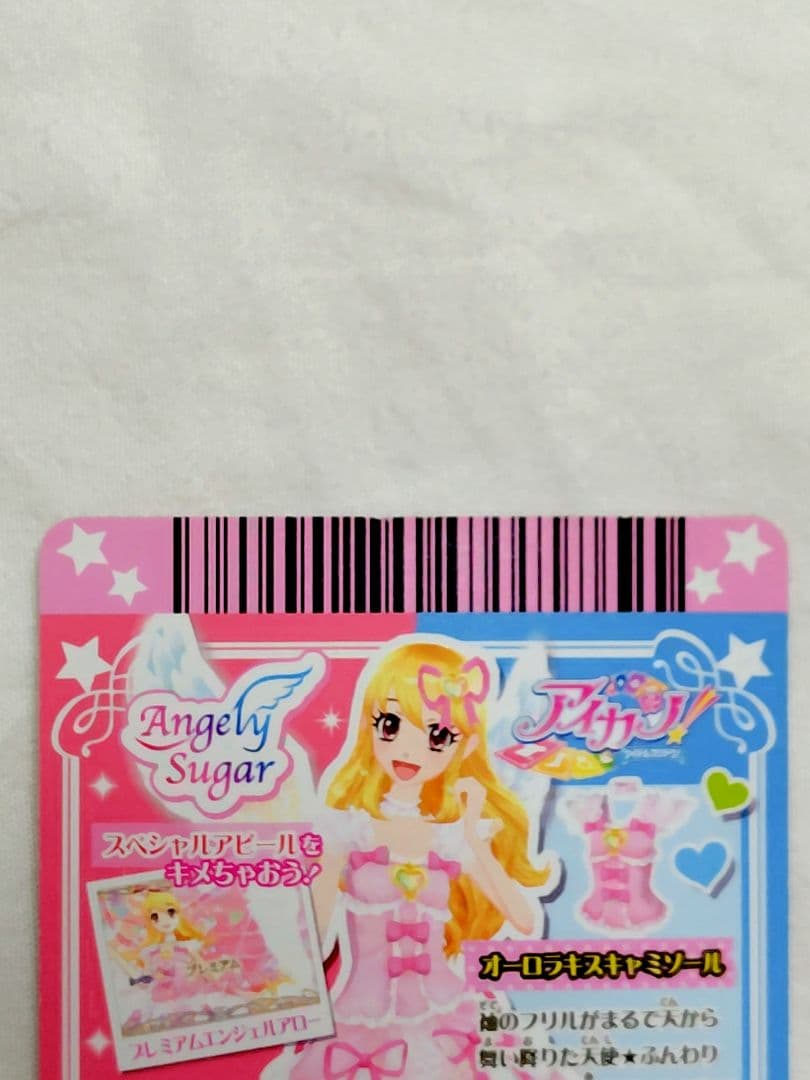 Angely
Sugar
アイカツ!
スペシャルアピールを
キメちゃおう!
プレミアム
プレミアムエンジェルアロー
オーロラキスキャミソール
袖のフリルがまるで天から
舞い降りた天使★ふんわり